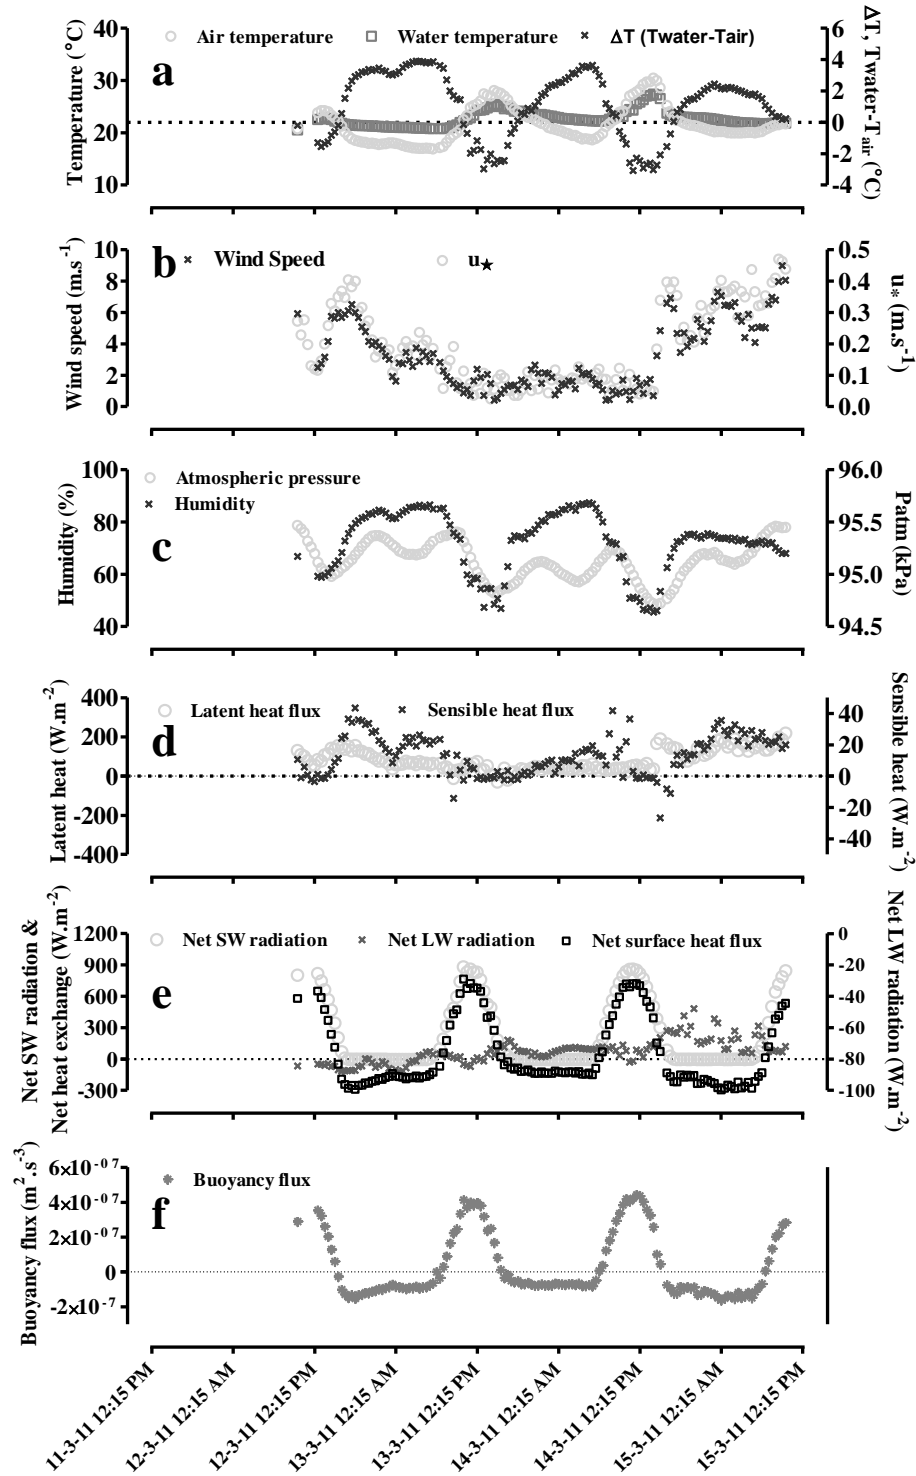 Air temperature Water temperature ΔT (Twater-Tair)
a
Temperature (°C)
40
30
20
10
6
4
2
0
-2
-4
ΔT, Twater-Tair (°C)
b
Wind Speed u★
Wind speed (m.s-1)
10
8
6
4
2
0
0.5
0.4
0.3
0.2
0.1
0.0
u* (m.s-1)
Atmospheric pressure
Humidity
c
Humidity (%)
100
80
60
40
96.0
95.5
95.0
94.5
Patm (kPa)
Latent heat flux Sensible heat flux
d
Latent heat (W.m-2)
400
200
0
-200
-400
40
20
0
-20
-40
Sensible heat (W.m-2)
Net SW radiation Net LW radiation Net surface heat flux
e
Net SW radiation &
Net heat exchange (W.m-2)
1200
900
600
300
0
-300
0
-20
-40
-60
-80
-100
Net LW radiation (W.m-2)
Buoyancy flux
f
Buoyancy flux (m2.s-3)
6×10-07
4×10-07
2×10-07
0
-2×10-7
11-3-11 12:15 PM
12-3-11 12:15 AM
12-3-11 12:15 PM
13-3-11 12:15 AM
13-3-11 12:15 PM
14-3-11 12:15 AM
14-3-11 12:15 PM
15-3-11 12:15 AM
15-3-11 12:15 PM